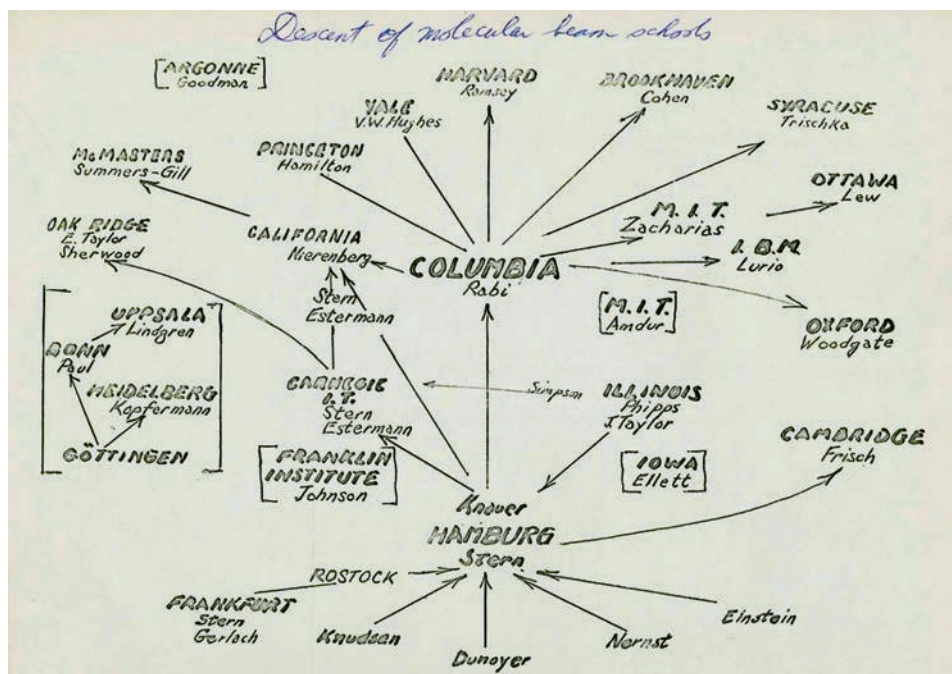 Descent of molecular beam schools
[ARGONNE
Goodman]
HARVARD
Ramsey
BROOKHAVEN
Cohen
YALE
V.W. Hughes
SYRACUSE
Trischka
PRINCETON
Hamilton
McMASTERS
Summers-Gill
OTTAWA
Lew
M. I. T.
Zacharias
OAK RIDGE
E. Taylor
Sherwood
CALIFORNIA
Nierenberg
COLUMBIA
Rabi
I. B. M.
Lurio
Stern
Estermann
[M. I. T.
Amdur]
OXFORD
Woodgate
UPPSALA
Lindgren
BONN
Paul
HEIDELBERG
Kopfermann
GÖTTINGEN
CARNEGIE
I. T.
Stern
Estermann
Simpson
ILLINOIS
Phipps
J. Taylor
CAMBRIDGE
Frisch
[FRANKLIN
INSTITUTE
Johnson]
[IOWA
Ellett]
Knauer
HAMBURG
Stern
ROSTOCK
FRANKFURT
Stern
Gerlach
Knudsen
Dunoyer
Nernst
Einstein